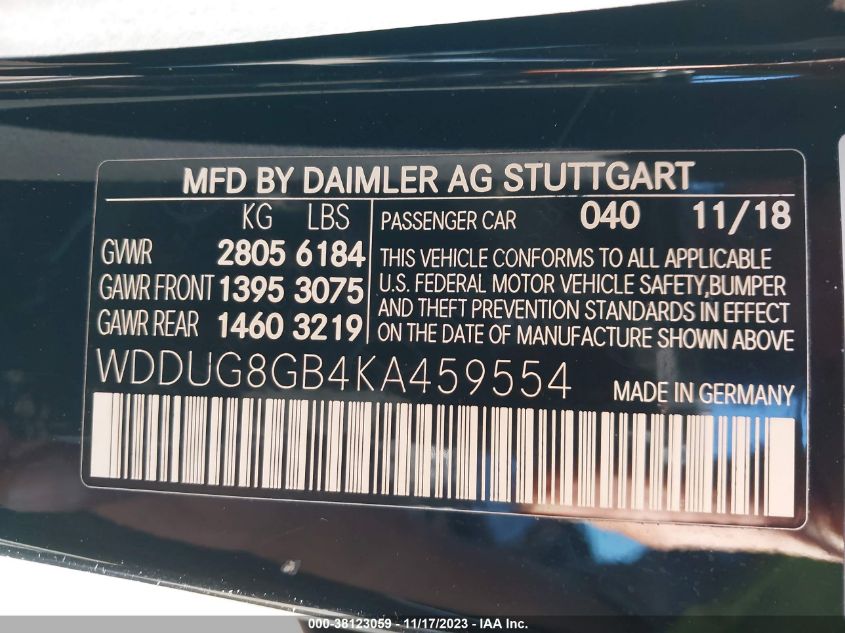 MFD BY DAIMLER AG STUTTGART
KG LBS
GVWR 2805 6184
GAWR FRONT 1395 3075
GAWR REAR 1460 3219
PASSENGER CAR 040 11/18
THIS VEHICLE CONFORMS TO ALL APPLICABLE
U.S. FEDERAL MOTOR VEHICLE SAFETY,BUMPER
AND THEFT PREVENTION STANDARDS IN EFFECT
ON THE DATE OF MANUFACTURE SHOWN ABOVE
WDDUG8GB4KA459554 MADE IN GERMANY
000-38123059 - 11/17/2023 - IAA Inc.